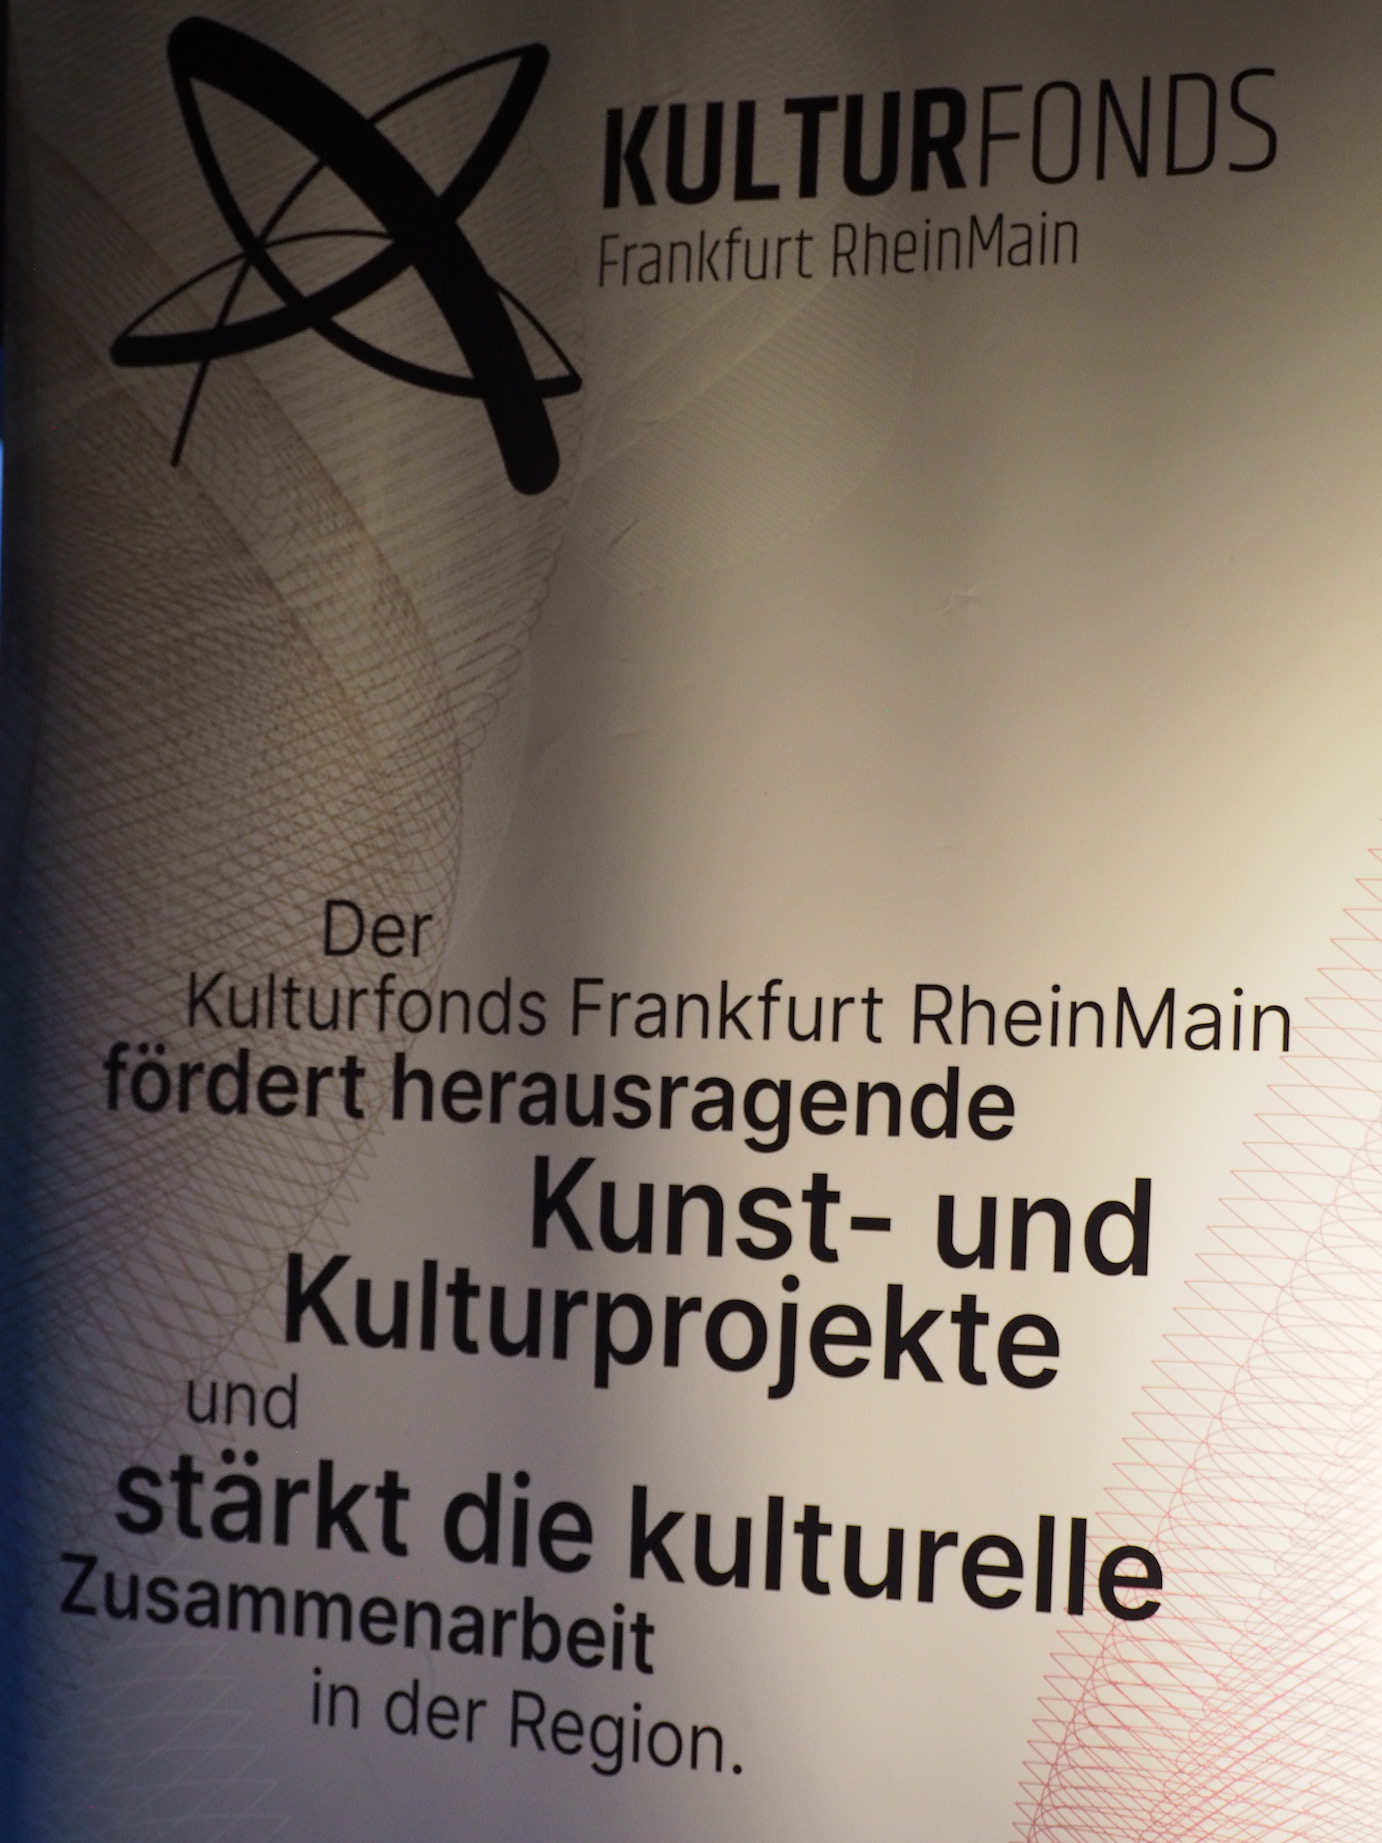 KULTURFONDS
Frankfurt RheinMain
Der
Kulturfonds Frankfurt RheinMain
fördert herausragende
Kunst- und
Kulturprojekte
und
stärkt die kulturelle
Zusammenarbeit
in der Region.